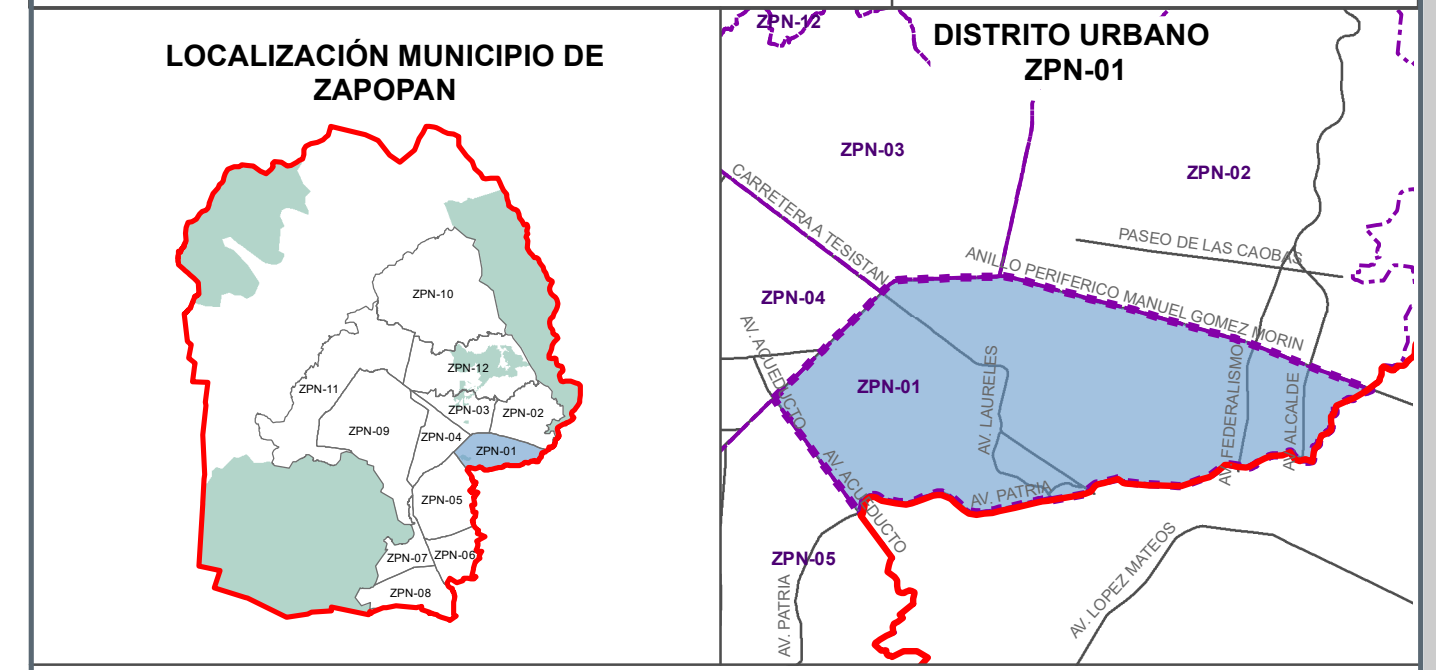 LOCALIZACIÓN MUNICIPIO DE
ZAPOPAN
ZPN-10
ZPN-12
ZPN-11
ZPN-03
ZPN-02
ZPN-09
ZPN-04
ZPN-01
ZPN-05
ZPN-07
ZPN-06
ZPN-08
DISTRITO URBANO
ZPN-01
ZPN-12
ZPN-03
ZPN-02
CARRETERA A TESISTAN
PASEO DE LAS CAOBAS
ANILLO PERIFERICO MANUEL GOMEZ MORIN
ZPN-04
AV. ACUEDUCTO
ZPN-01
AV. LAURELES
AV. FEDERALISMO
AV. ALCALDE
AV. ACUEDUCTO
AV. PATRIA
ZPN-05
AV. PATRIA
AV. LOPEZ MATEOS